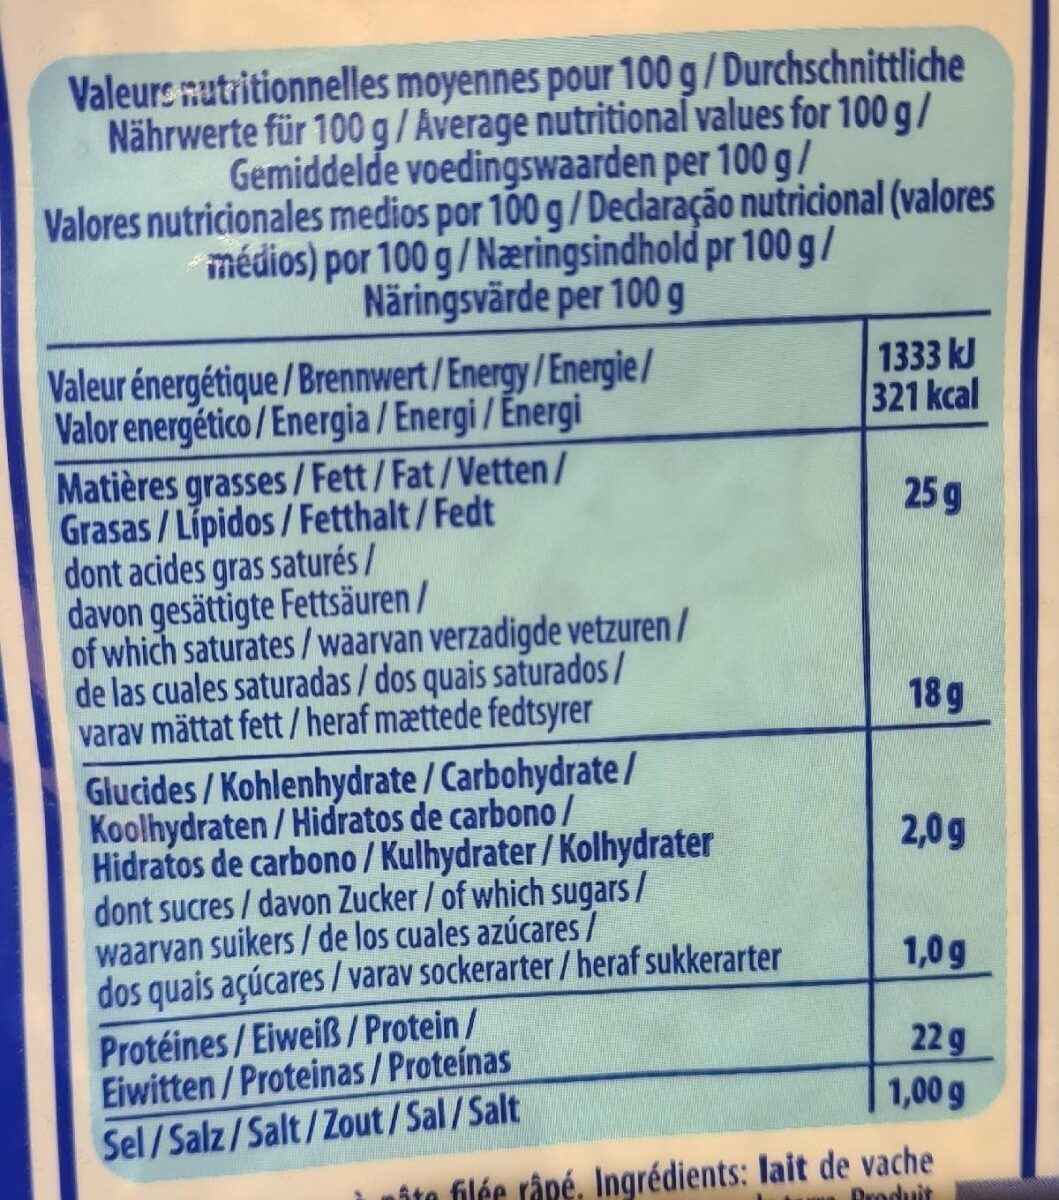 Valeurs nutritionnelles moyennes pour 100 g / Durchschnittliche
Nährwerte für 100 g / Average nutritional values for 100 g /
Gemiddelde voedingswaarden per 100 g /
Valores nutricionales medios por 100 g / Declaração nutricional (valores
médios) por 100 g / Næringsindhold pr 100 g /
Näringsvärde per 100 g
Valeur énergétique / Brennwert / Energy / Energie / 1333 kJ
Valor energético / Energia / Energi / Energi 321 kcal
Matières grasses / Fett / Fat / Vetten / 25 g
Grasas / Lípidos / Fetthalt / Fedt
dont acides gras saturés /
davon gesättigte Fettsäuren /
of which saturates / waarvan verzadigde vetzuren /
de las cuales saturadas / dos quais saturados /
varav mättat fett / heraf mættede fedtsyrer 18 g
Glucides / Kohlenhydrate / Carbohydrate /
Koolhydraten / Hidratos de carbono / 2,0 g
Hidratos de carbono / Kulhydrater / Kolhydrater
dont sucres / davon Zucker / of which sugars /
waarvan suikers / de los cuales azúcares /
dos quais açúcares / varav sockerarter / heraf sukkerarter 1,0 g
Protéines / Eiweiß / Protein /
Eiwitten / Proteinas / Proteínas 22 g
Sel / Salz / Salt / Zout / Sal / Salt 1,00 g
filée râpé. Ingrédients: lait de vache
Produit